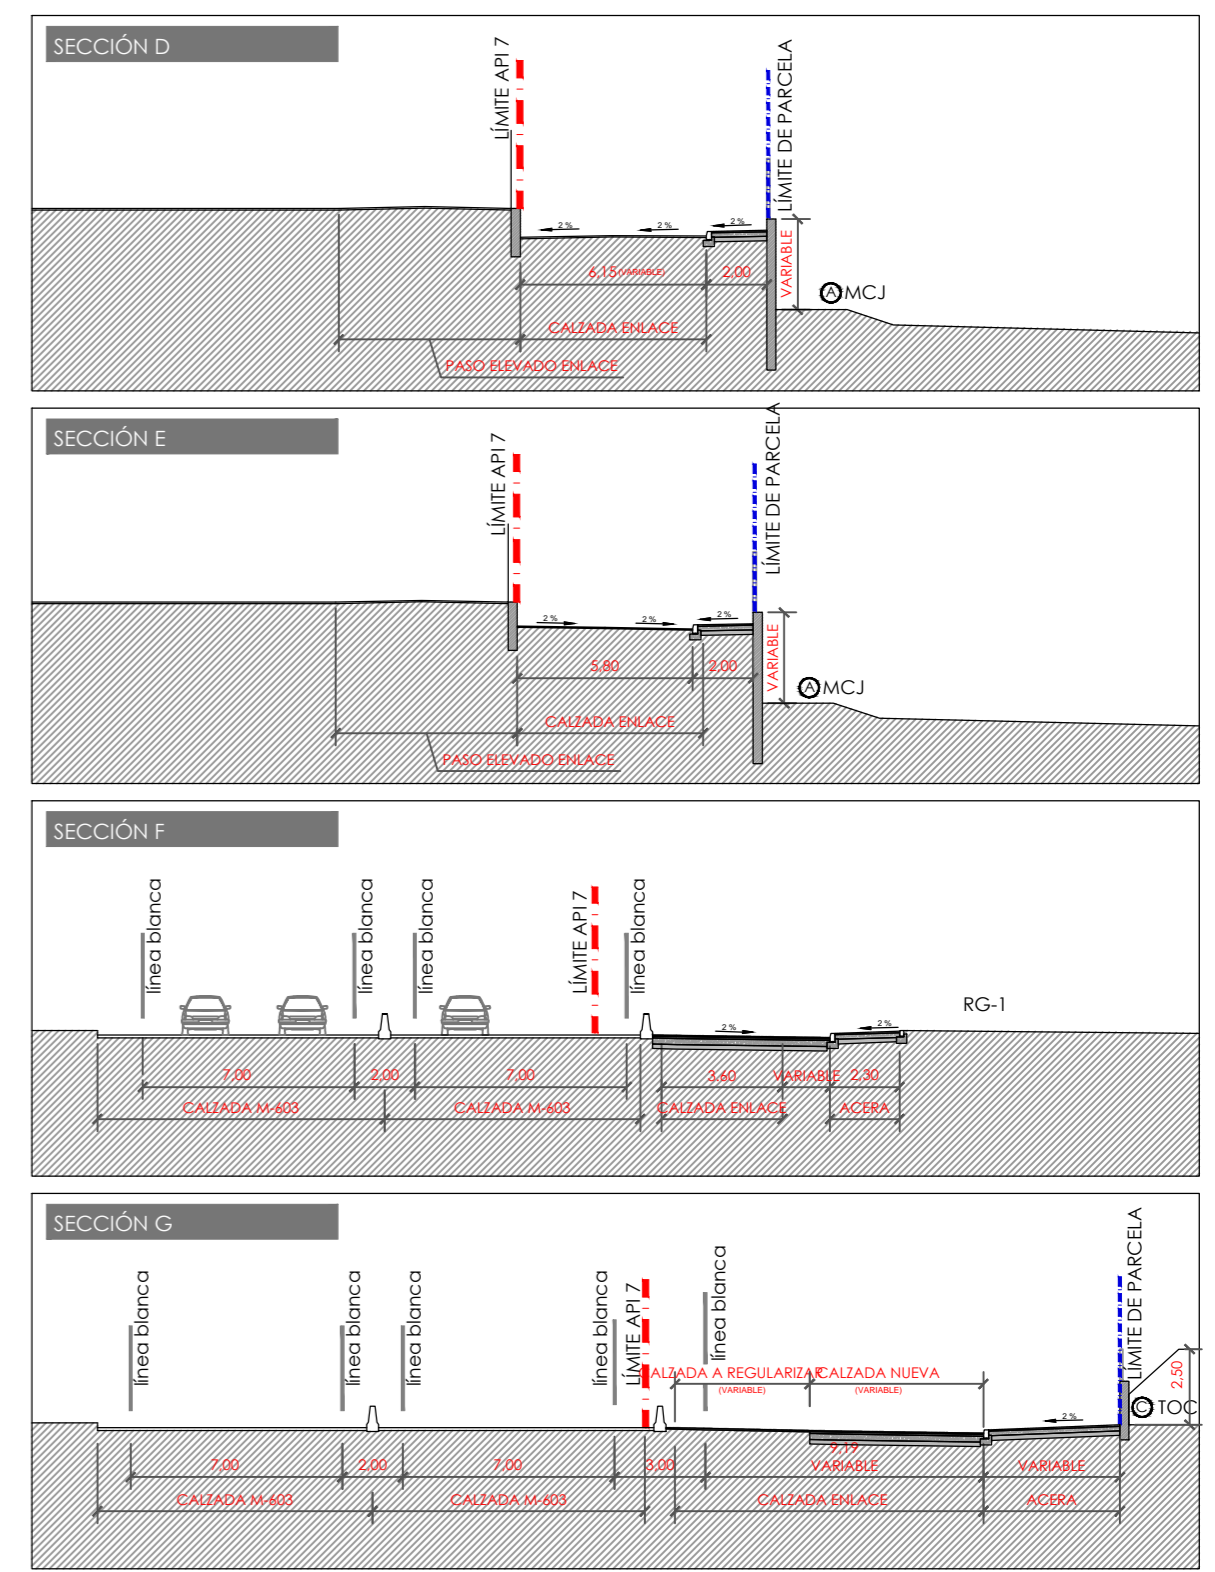 SECCIÓN D
LÍMITE API 7
LÍMITE DE PARCELA
2 %
2 %
2 %
6,15 (VARIABLE)
2,00
VARIABLE
A MCJ
CALZADA ENLACE
PASO ELEVADO ENLACE
SECCIÓN E
LÍMITE API 7
LÍMITE DE PARCELA
2 %
2 %
2 %
5,80
2,00
VARIABLE
A MCJ
CALZADA ENLACE
PASO ELEVADO ENLACE
SECCIÓN F
línea blanca
línea blanca
línea blanca
LÍMITE API 7
línea blanca
RG-1
2 %
2 %
7,00
2,00
7,00
3,60
VARIABLE
2,30
CALZADA M-603
CALZADA M-603
CALZADA ENLACE
ACERA
SECCIÓN G
línea blanca
línea blanca
línea blanca
línea blanca
LÍMITE API 7
línea blanca
LÍMITE DE PARCELA
CALZADA A REGULARIZAR
(VARIABLE)
CALZADA NUEVA
(VARIABLE)
2,50
C TOC
2 %
7,00
2,00
7,00
3,00
9,19
VARIABLE
VARIABLE
CALZADA M-603
CALZADA M-603
CALZADA ENLACE
ACERA